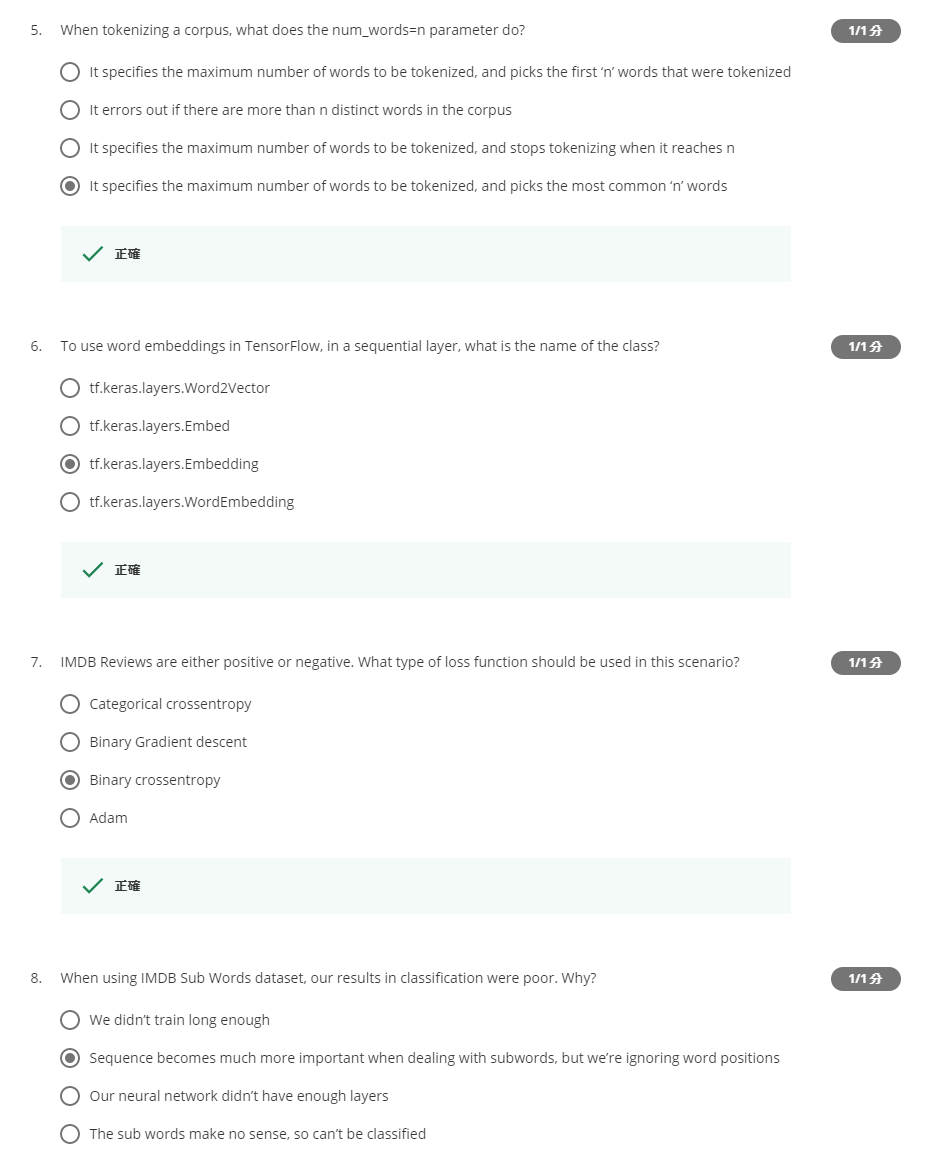 5. When tokenizing a corpus, what does the num_words=n parameter do? 1/1 分
It specifies the maximum number of words to be tokenized, and picks the first ‘n’ words that were tokenized
It errors out if there are more than n distinct words in the corpus
It specifies the maximum number of words to be tokenized, and stops tokenizing when it reaches n
It specifies the maximum number of words to be tokenized, and picks the most common ‘n’ words
正確
6. To use word embeddings in TensorFlow, in a sequential layer, what is the name of the class? 1/1 分
tf.keras.layers.Word2Vector
tf.keras.layers.Embed
tf.keras.layers.Embedding
tf.keras.layers.WordEmbedding
正確
7. IMDB Reviews are either positive or negative. What type of loss function should be used in this scenario? 1/1 分
Categorical crossentropy
Binary Gradient descent
Binary crossentropy
Adam
正確
8. When using IMDB Sub Words dataset, our results in classification were poor. Why? 1/1 分
We didn’t train long enough
Sequence becomes much more important when dealing with subwords, but we’re ignoring word positions
Our neural network didn’t have enough layers
The sub words make no sense, so can’t be classified